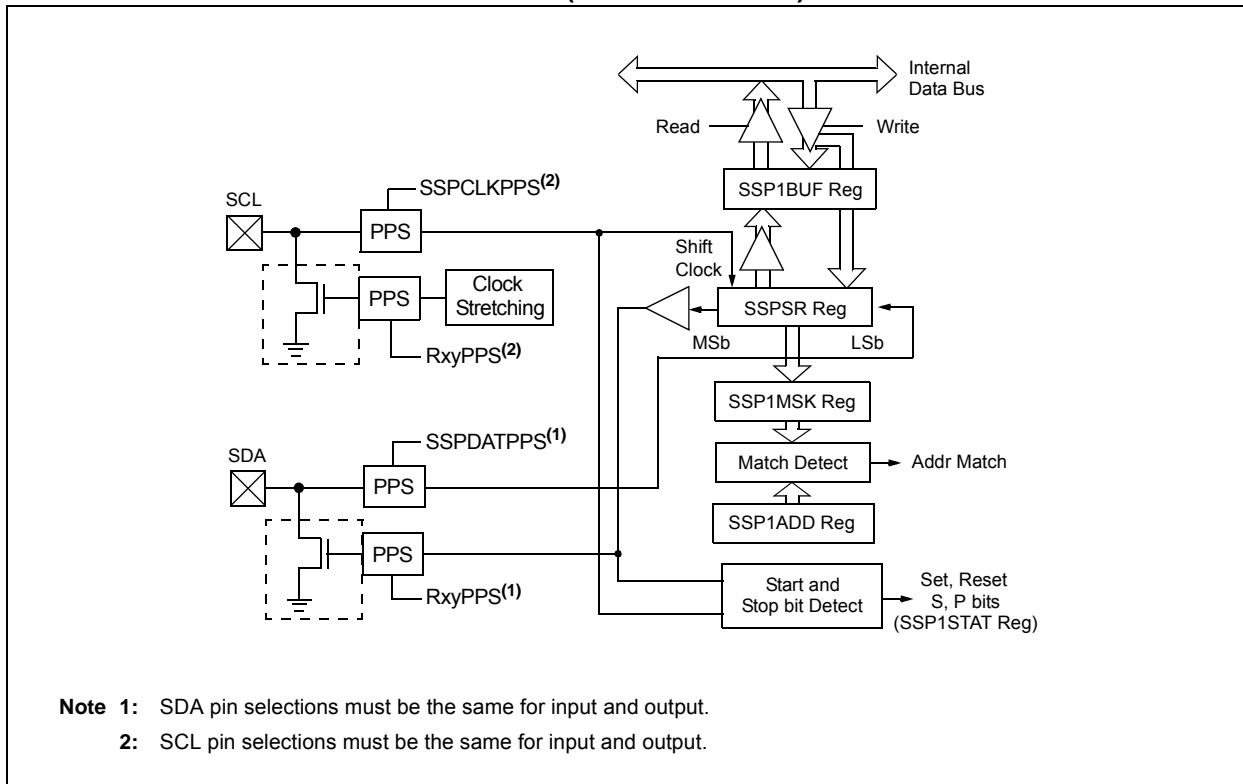 Internal
Data Bus
Read
Write
SSP1BUF Reg
SSPCLKPPS(2)
SCL
PPS
Shift
Clock
PPS
Clock
Stretching
SSPSR Reg
MSb
LSb
RxyPPS(2)
SSP1MSK Reg
SSPDATPPS(1)
SDA
PPS
Match Detect
Addr Match
SSP1ADD Reg
PPS
RxyPPS(1)
Start and
Stop bit Detect
Set, Reset
S, P bits
(SSP1STAT Reg)
Note 1: SDA pin selections must be the same for input and output.
2: SCL pin selections must be the same for input and output.